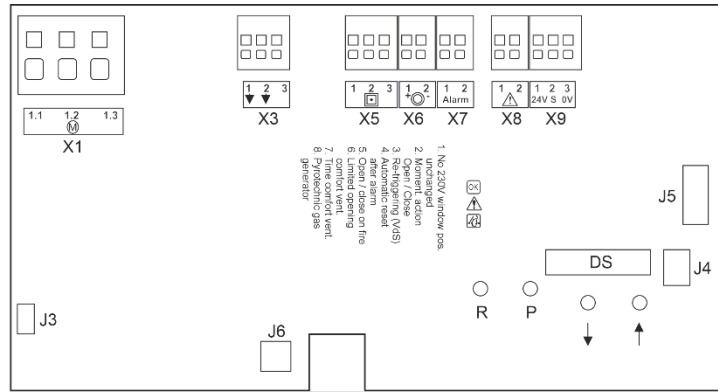 1 2 3
X3
1 2 3
X5
1 2
+ -
X6
1 2
Alarm
X7
1 2
X8
1 2 3
24V S 0V
X9
1.1 1.2 1.3
M
X1
1. No 230V window pos.
unchanged
2. Moment. action
Open / Close
3. Re-triggering (VdS)
4. Automatic reset
after alarm
5. Open / close on fire
6. Limited opening
comfort vent.
7. Time comfort vent.
8. Pyrotechnic gas
generator
OK
J5
DS
J4
R P
J3
J6